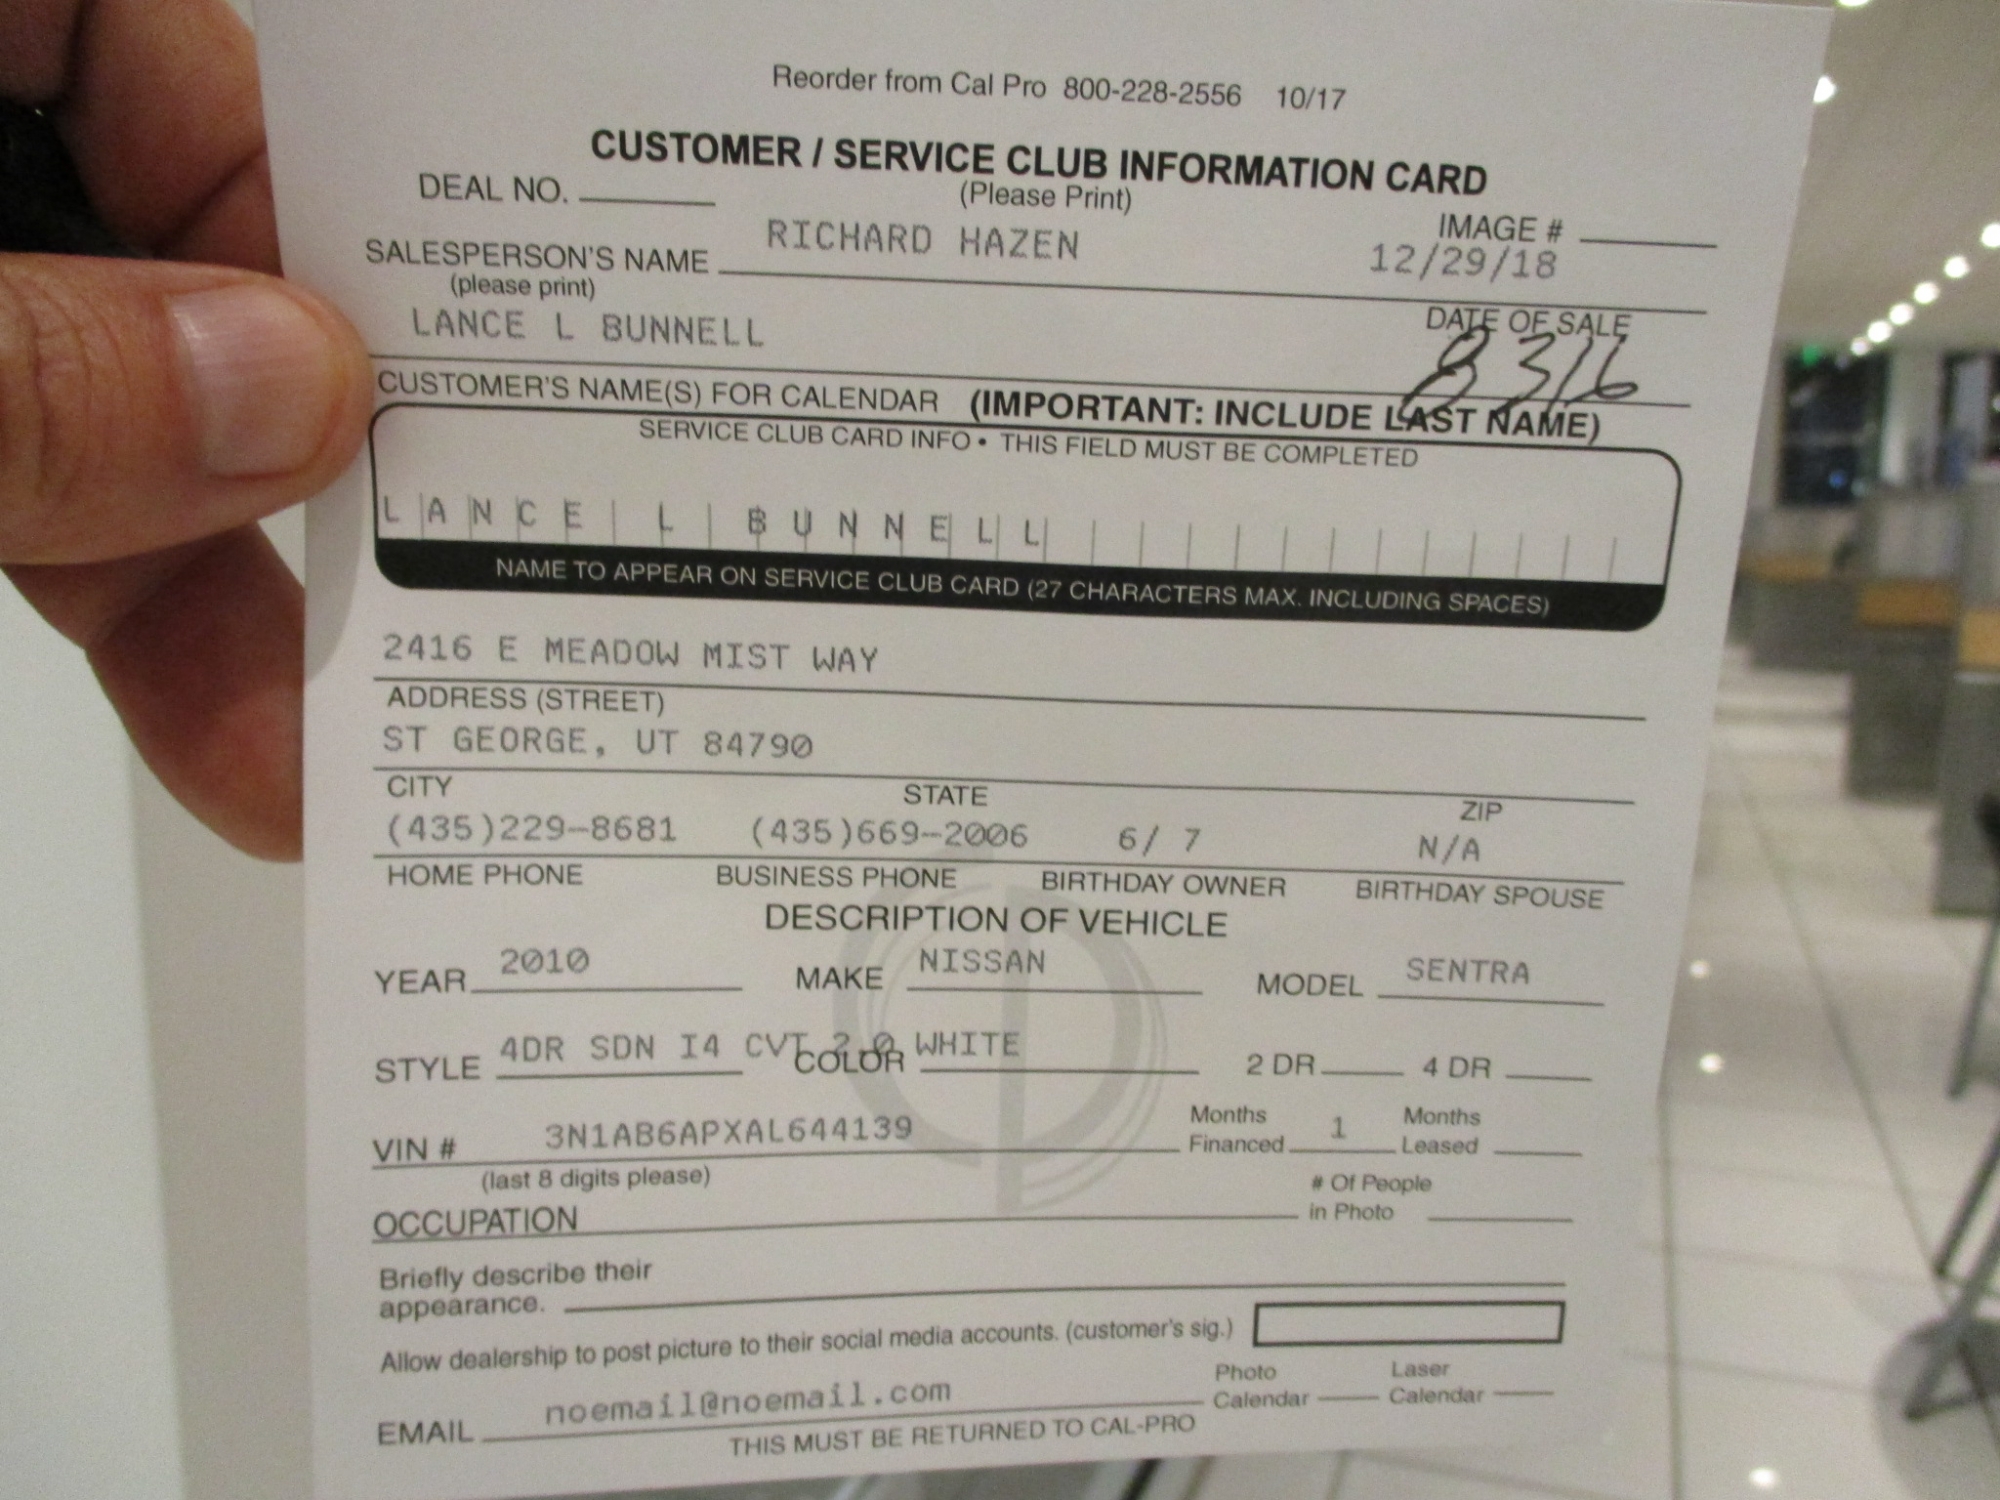 Reorder from Cal Pro 800-228-2556 10/17
CUSTOMER / SERVICE CLUB INFORMATION CARD
(Please Print)
DEAL NO.
IMAGE #
RICHARD HAZEN
12/29/18
SALESPERSON'S NAME
(please print)
DATE OF SALE
LANCE L BUNNELL
8316
CUSTOMER'S NAME(S) FOR CALENDAR (IMPORTANT: INCLUDE LAST NAME)
SERVICE CLUB CARD INFO • THIS FIELD MUST BE COMPLETED
LANCE L BUNNELL
NAME TO APPEAR ON SERVICE CLUB CARD (27 CHARACTERS MAX. INCLUDING SPACES)
2416 E MEADOW MIST WAY
ADDRESS (STREET)
ST GEORGE, UT 84790
CITY STATE ZIP
(435)229-8681 (435)669-2006 6/ 7 N/A
HOME PHONE BUSINESS PHONE BIRTHDAY OWNER BIRTHDAY SPOUSE
DESCRIPTION OF VEHICLE
YEAR 2010 MAKE NISSAN MODEL SENTRA
STYLE 4DR SDN I4 CVT 2.0 COLOR WHITE 2 DR 4 DR
VIN # 3N1AB6APXAL644139 Months Financed 1 Months Leased
(last 8 digits please)
OCCUPATION # Of People in Photo
Briefly describe their
appearance.
Allow dealership to post picture to their social media accounts. (customer's sig.)
EMAIL noemail@noemail.com Photo Calendar Laser Calendar
THIS MUST BE RETURNED TO CAL-PRO